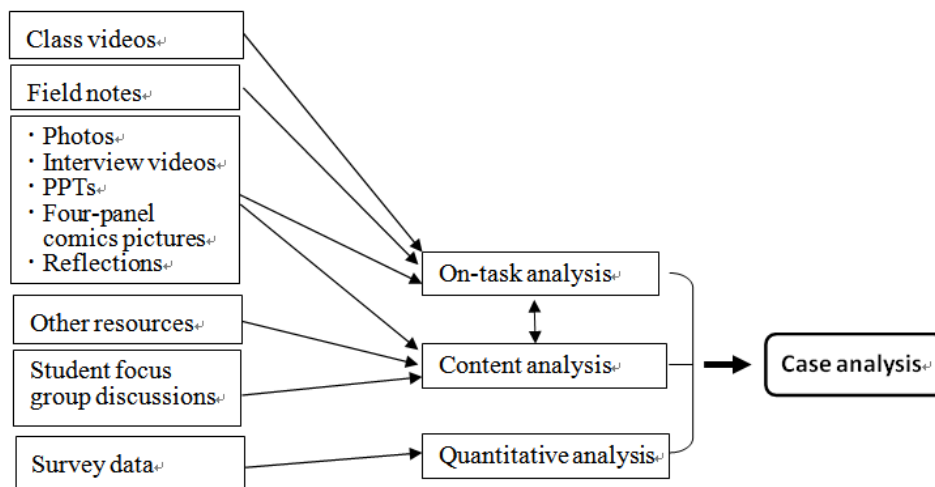 Class videos↵
Field notes↵
・Photos↵
・Interview videos↵
・PPTs↵
・Four-panel
comics pictures↵
・Reflections↵
Other resources↵
Student focus
group discussions↵
Survey data↵
On-task analysis↵
Content analysis↵
Quantitative analysis↵
Case analysis↵